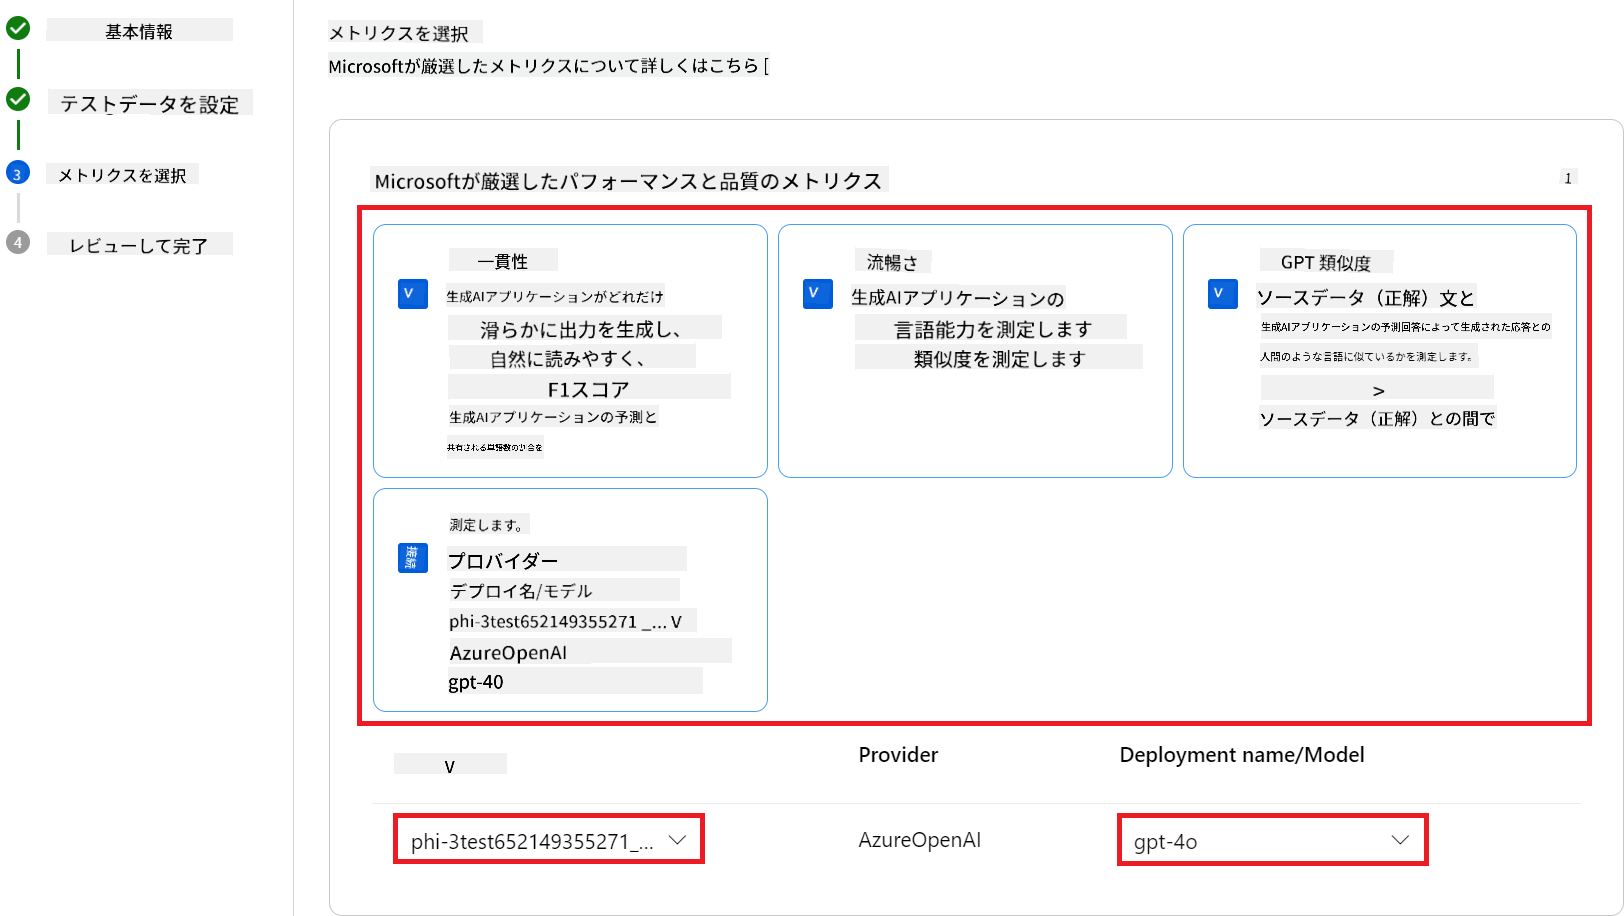 基本情報
テストデータを設定
3
メトリクスを選択
4
レビューして完了
メトリクスを選択
Microsoftが厳選したメトリクスについて詳しくはこちら [
Microsoftが厳選したパフォーマンスと品質のメトリクス
1
一貫性
V
生成AIアプリケーションがどれだけ
滑らかに出力を生成し、
自然に読みやすく、
F1スコア
生成AIアプリケーションの予測と
共有される単語数の割合を
流暢さ
V
生成AIアプリケーションの
言語能力を測定します
類似度を測定します
GPT 類似度
V
ソースデータ（正解）文と
生成AIアプリケーションの予測回答によって生成された応答との
人間のような言語に似ているかを測定します。
>
ソースデータ（正解）との間で
測定します。
接続
プロバイダー
デプロイ名/モデル
phi-3test652149355271 _... V
AzureOpenAI
gpt-40
V
Provider
Deployment name/Model
phi-3test652149355271_...
AzureOpenAI
gpt-4o